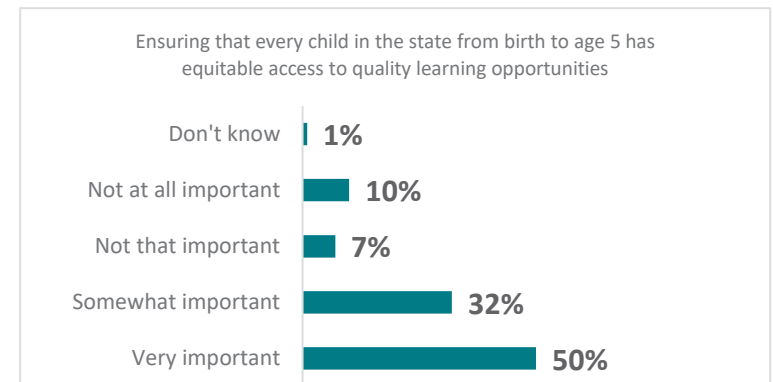 Ensuring that every child in the state from birth to age 5 has
equitable access to quality learning opportunities
Don't know 1%
Not at all important 10%
Not that important 7%
Somewhat important 32%
Very important 50%